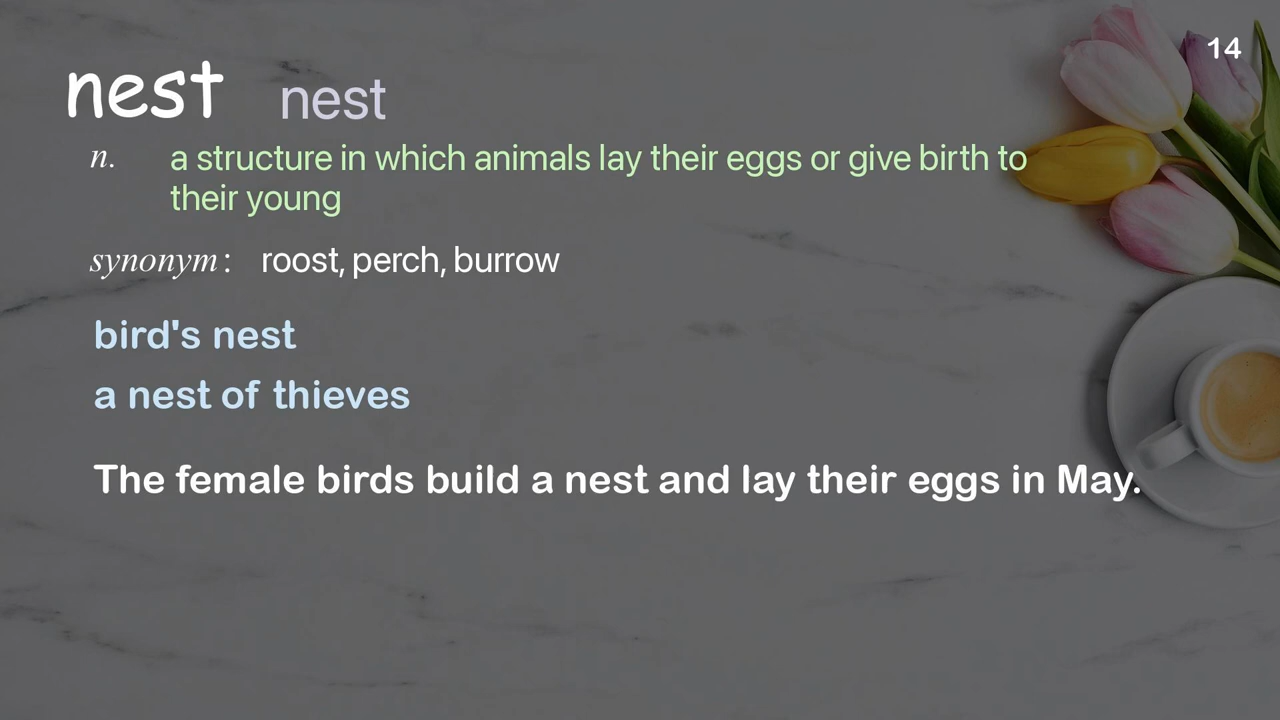 14
nest nest
n. a structure in which animals lay their eggs or give birth to
their young
synonym: roost, perch, burrow
bird's nest
a nest of thieves
The female birds build a nest and lay their eggs in May.